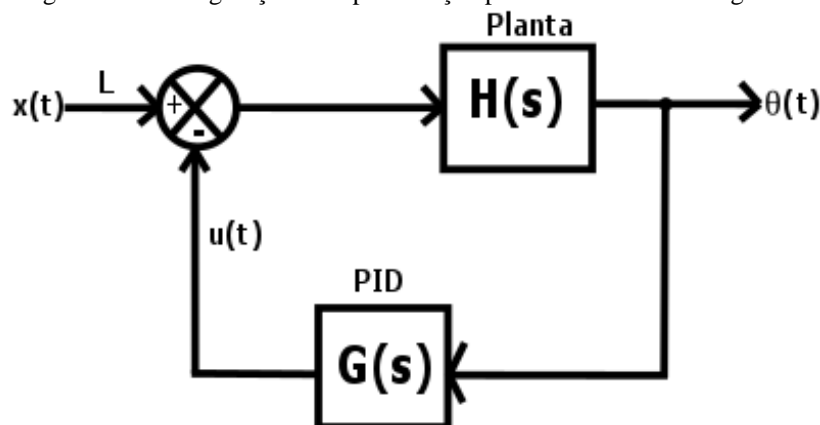 Planta
L
x(t)
+
-
H(s)
θ(t)
u(t)
PID
G(s)